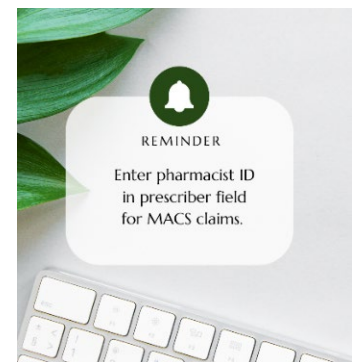 REMINDER
Enter pharmacist ID
in prescriber field
for MACS claims.